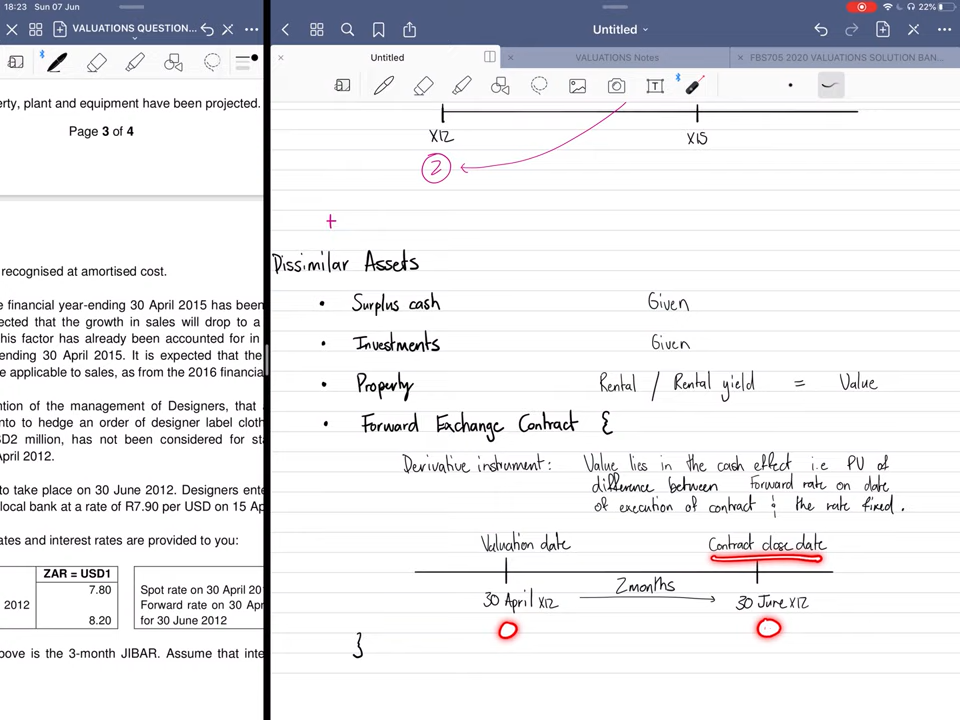 18:23 Sun 07 Jun
22%
VALUATIONS QUESTION...
erty, plant and equipment have been projected.
Page 3 of 4
recognised at amortised cost.
e financial year-ending 30 April 2015 has been
ected that the growth in sales will drop to a
his factor has already been accounted for in
ending 30 April 2015. It is expected that the
e applicable to sales, as from the 2016 financia
ntion of the management of Designers, that
into to hedge an order of designer label cloth
SD2 million, has not been considered for st
April 2012.
to take place on 30 June 2012. Designers ente
local bank at a rate of R7.90 per USD on 15 Ap
ates and interest rates are provided to you:
ZAR = USD1
7.80
2012
8.20
Spot rate on 30 April 201
Forward rate on 30 Apr
for 30 June 2012
bove is the 3-month JIBAR. Assume that inte
Untitled
Untitled
VALUATIONS Notes
FBS705 2020 VALUATIONS SOLUTION BAN...
X12
X15
2
+
Dissimilar Assets
• Surplus cash Given
• Investments Given
• Property Rental / Rental yield = Value
• Forward Exchange Contract {
Derivative instrument: Value lies in the cash effect i.e PV of
difference between Forward rate on date
of execution of contract & the rate fixed.
Valuation date
Contract close date
2 months
30 April X12
30 June X12
}